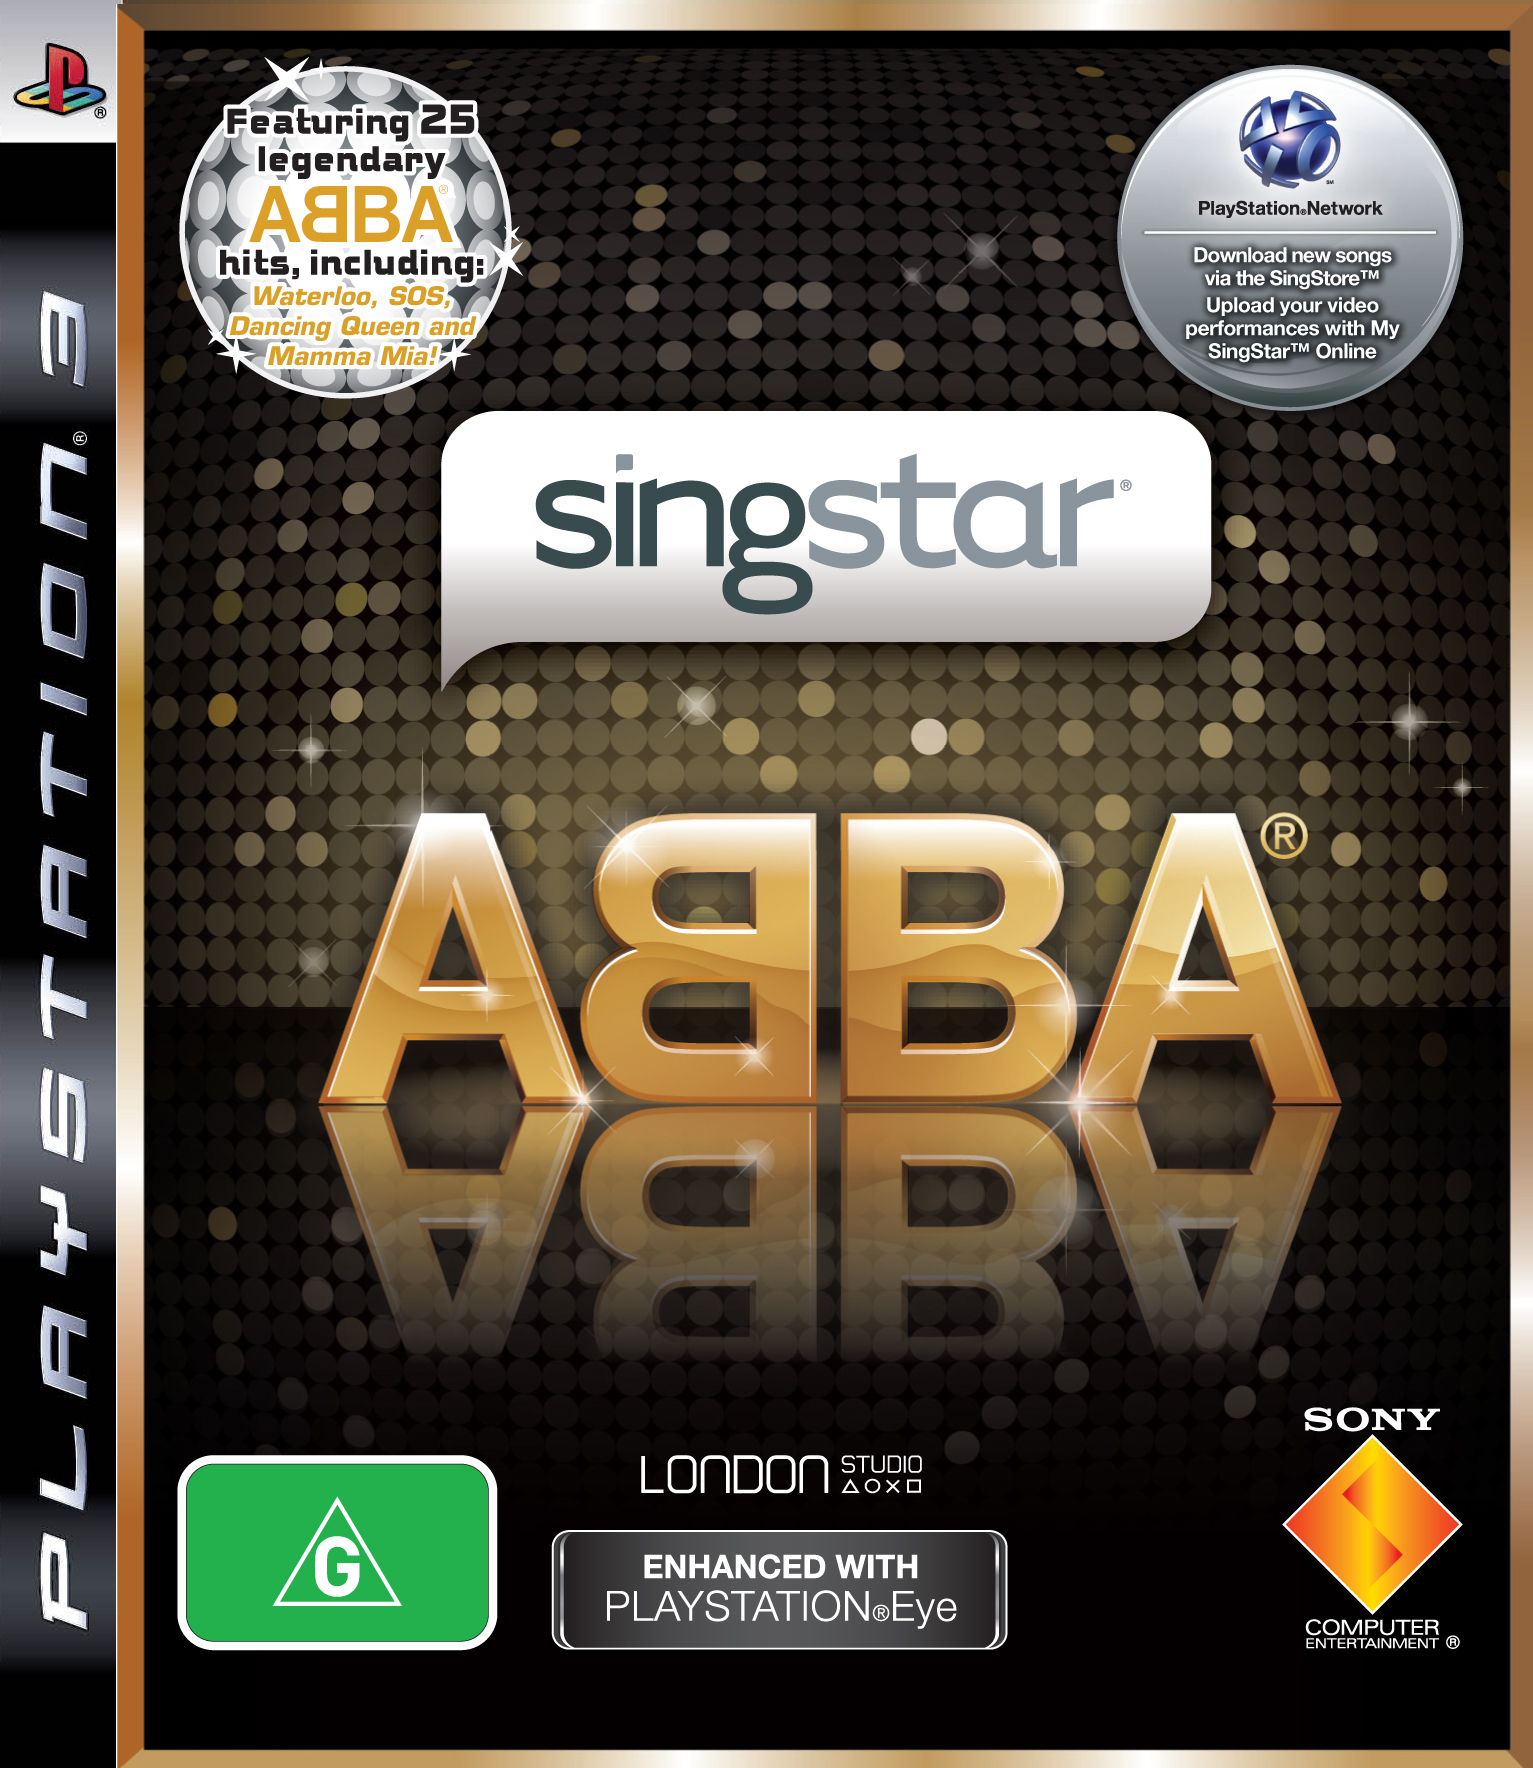 PLAYSTATION®3
Featuring 25
legendary
ABBA®
hits, including:
Waterloo, SOS,
Dancing Queen and
Mamma Mia!
SM
PlayStation®Network
Download new songs
via the SingStore™
Upload your video
performances with My
SingStar™ Online
singstar®
ABBA®
G
LONDON STUDIO
ENHANCED WITH
PLAYSTATION®Eye
SONY
COMPUTER
ENTERTAINMENT ®